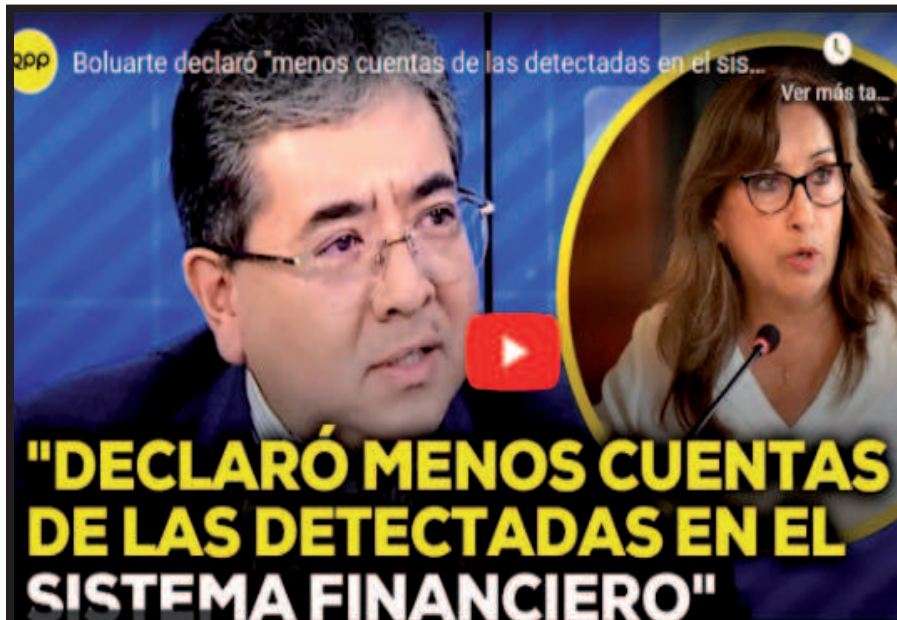 RPP
Boluarte declaró "menos cuentas de las detectadas en el sis...
Ver más ta...
"DECLARÓ MENOS CUENTAS
DE LAS DETECTADAS EN EL
SISTEMA FINANCIERO"